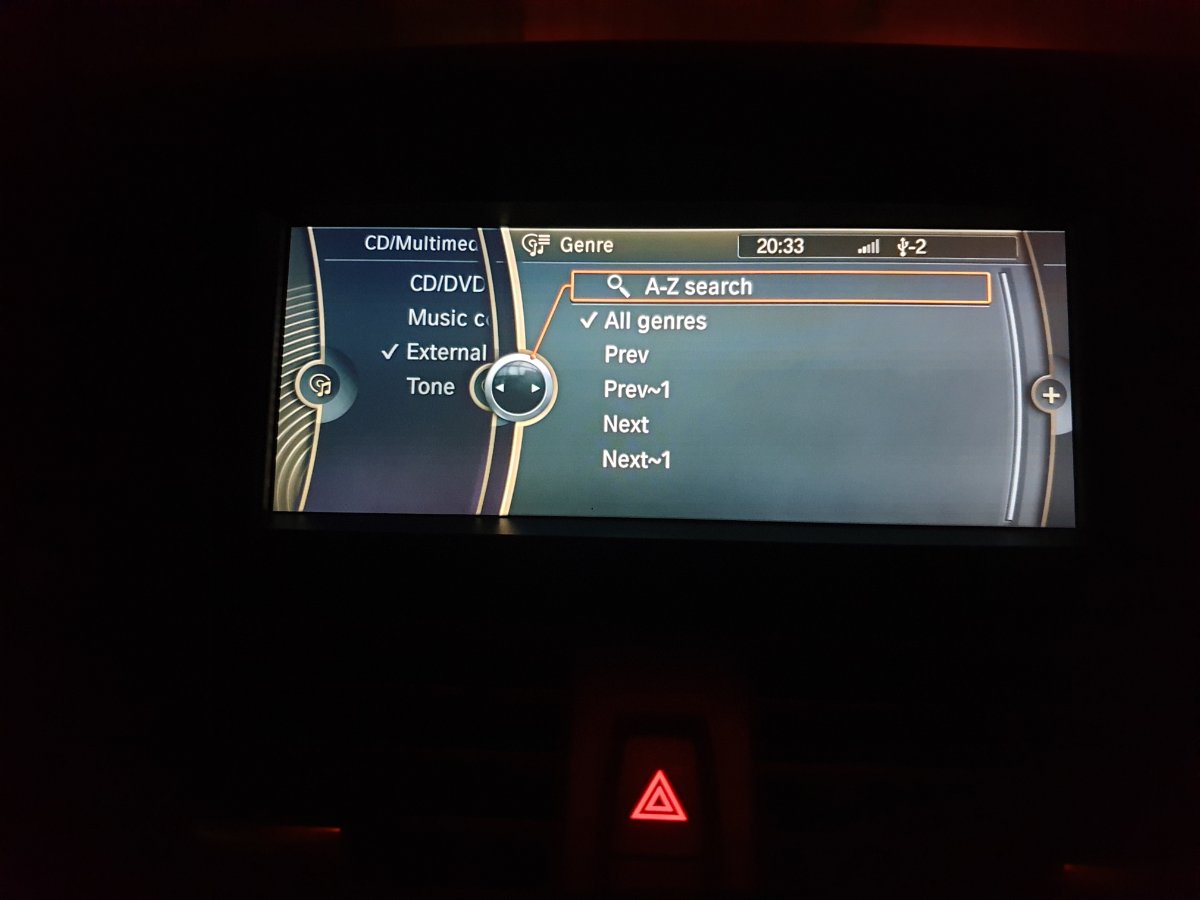 CD/Multimed
CD/DVD
Music c
External
Tone
Genre
20:33
-2
A-Z search
All genres
Prev
Prev~1
Next
Next~1